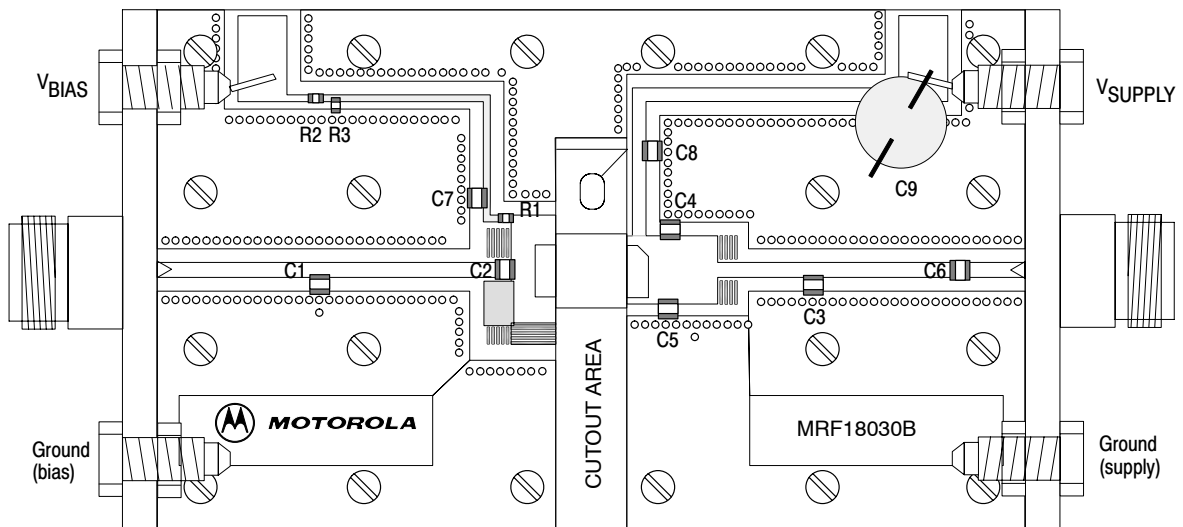 VBIAS
VSUPPLY
R2 R3
C8
C9
C7
C4
R1
C1
C2
C6
C3
C5
CUTOUT AREA
MOTOROLA
MRF18030B
Ground
(bias)
Ground
(supply)